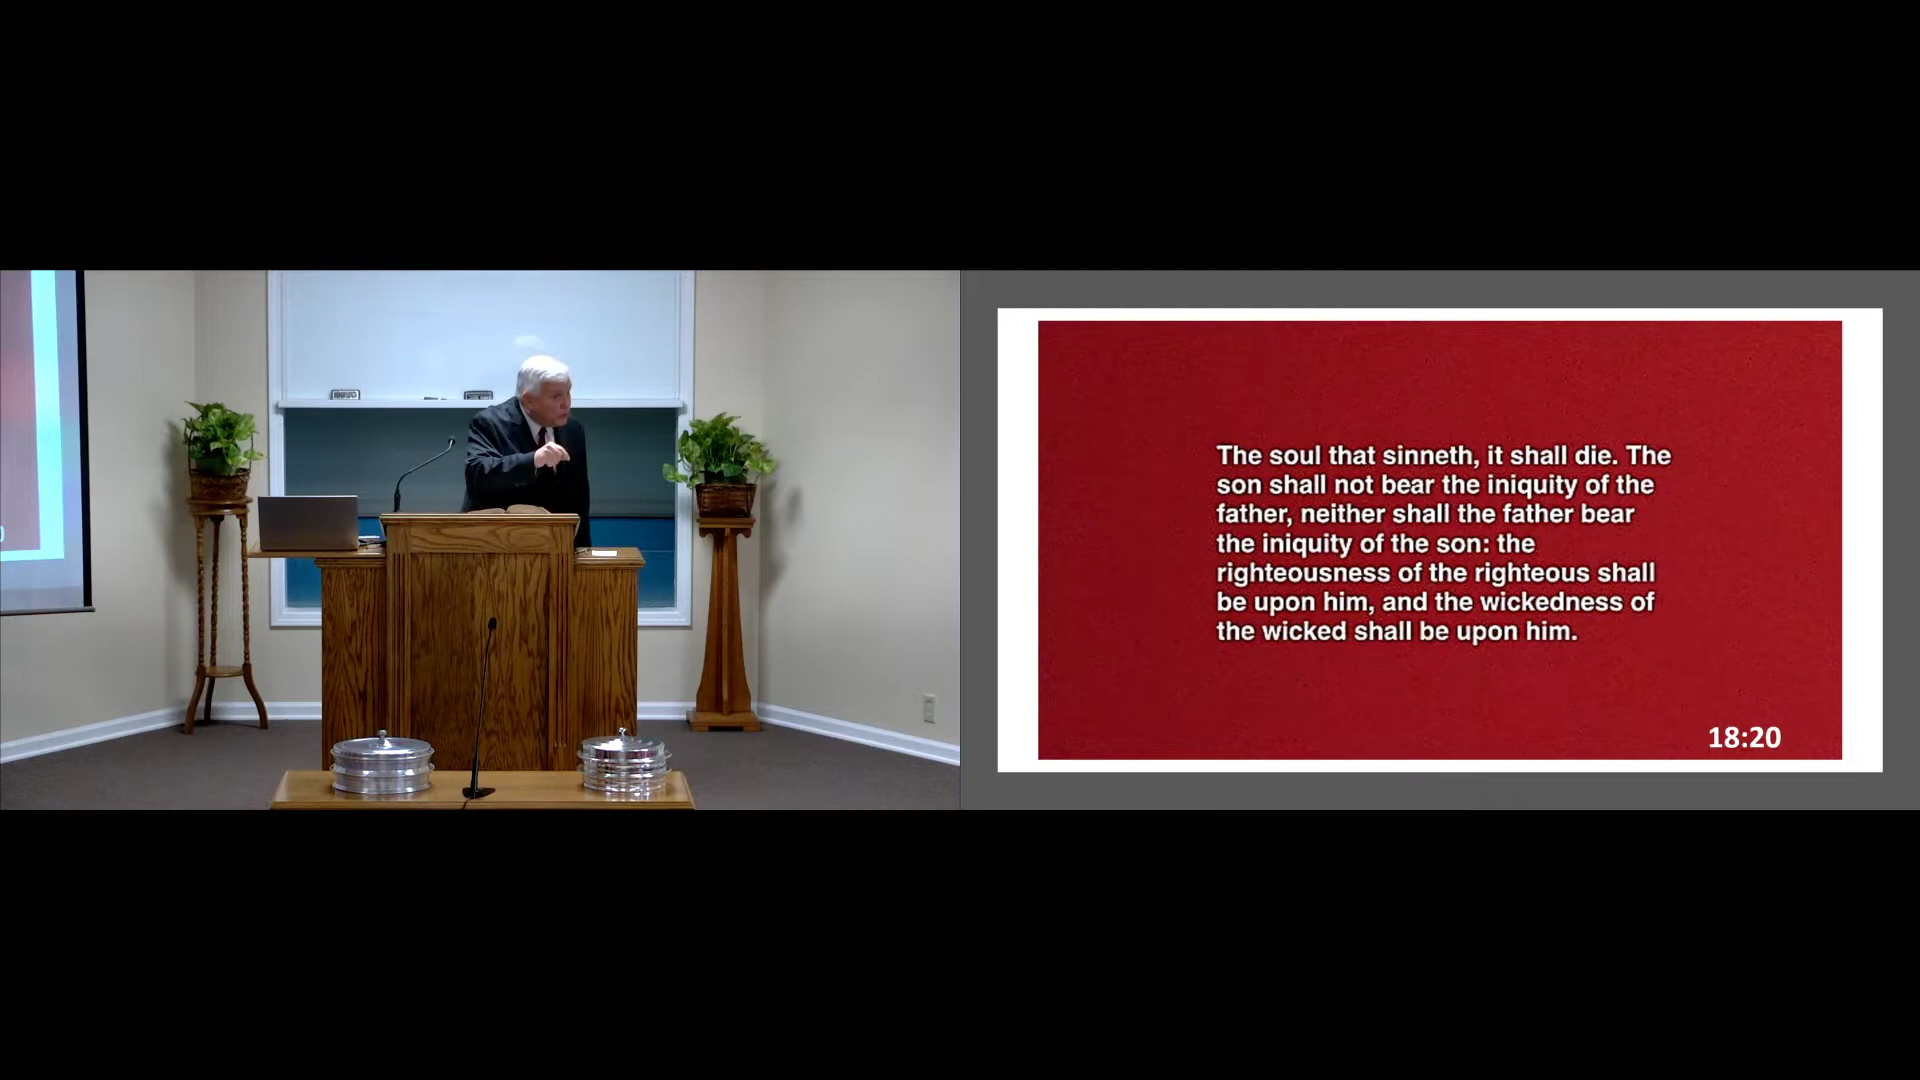 The soul that sinneth, it shall die. The
son shall not bear the iniquity of the
father, neither shall the father bear
the iniquity of the son: the
righteousness of the righteous shall
be upon him, and the wickedness of
the wicked shall be upon him.
18:20